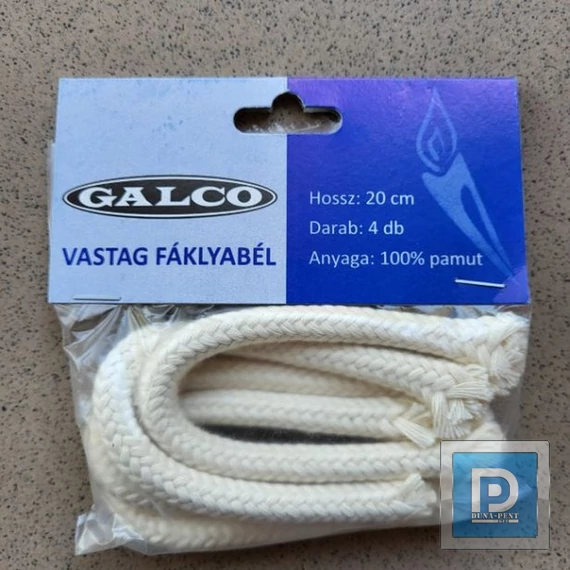 GALCO
VASTAG FÁKLYABÉL
Hossz: 20 cm
Darab: 4 db
Anyaga: 100% pamut
DUNA-PENT